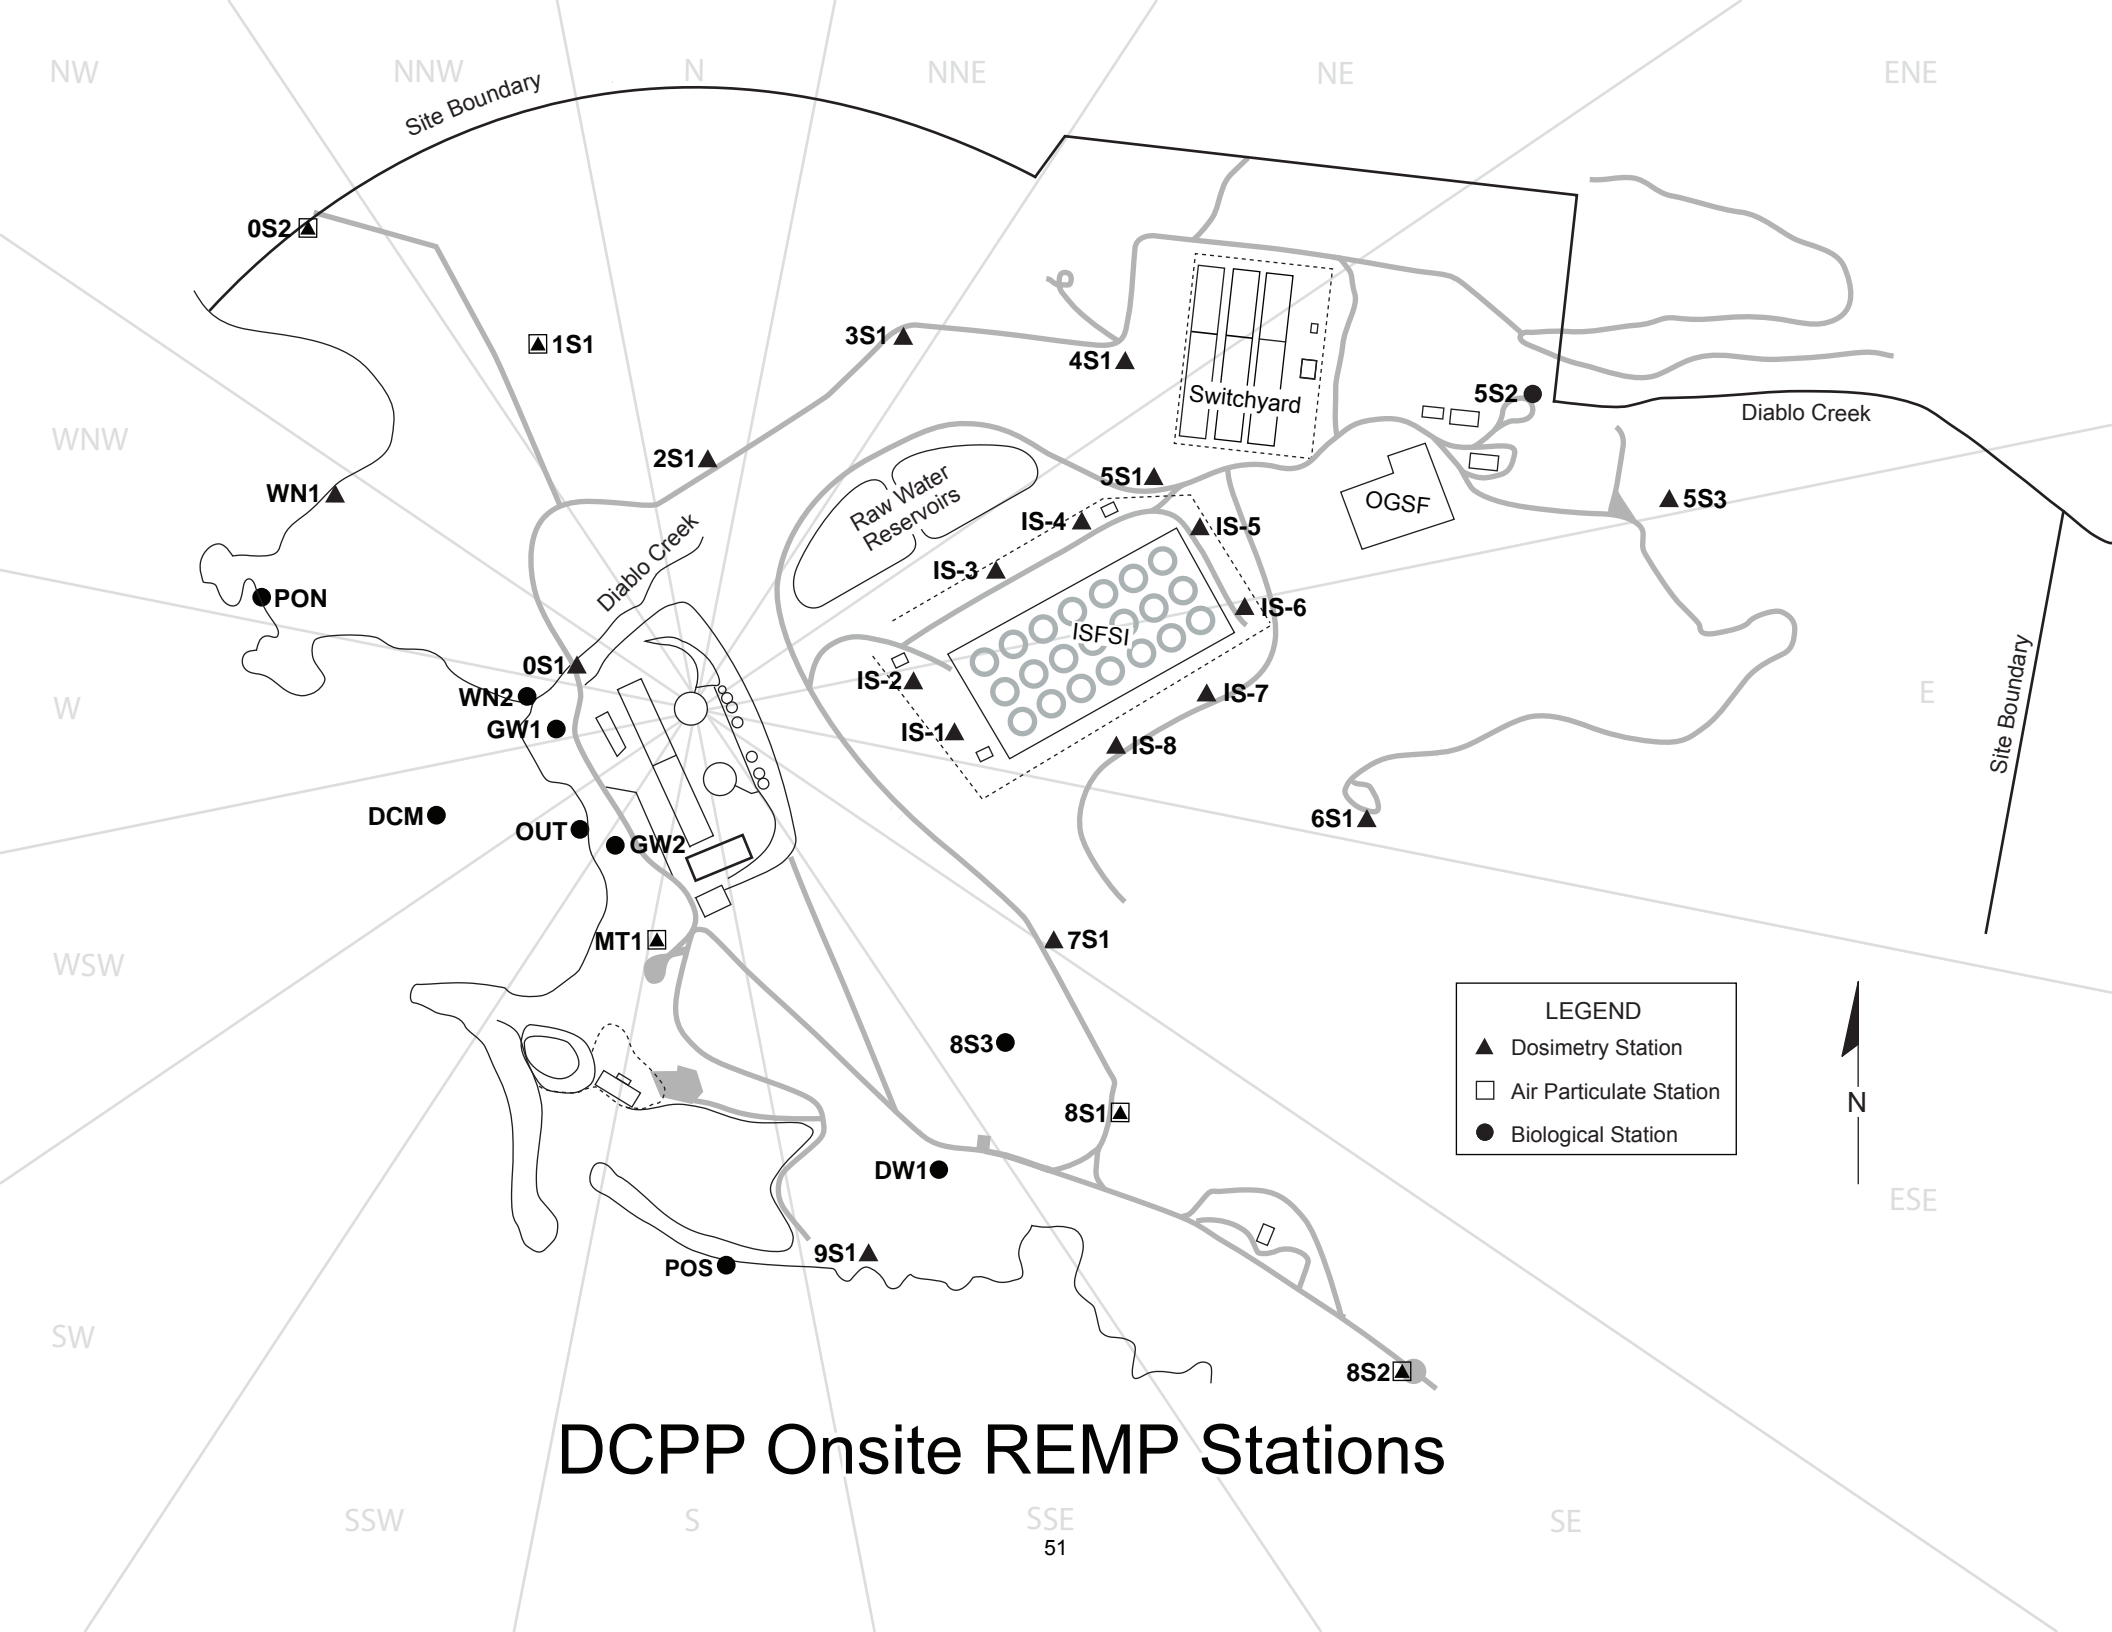 NW
NNW
N
NNE
NE
ENE
Site Boundary
0S2
1S1
3S1
4S1
Switchyard
5S2
Diablo Creek
WNW
2S1
WN1
Raw Water
Reservoirs
5S1
OGSF
5S3
IS-4
IS-5
IS-3
Diablo Creek
PON
IS-6
ISFSI
0S1
IS-2
WN2
IS-7
E
W
GW1
IS-1
IS-8
Site Boundary
DCM
OUT
GW2
6S1
MT1
7S1
WSW
LEGEND
Dosimetry Station
Air Particulate Station
Biological Station
N
8S3
8S1
DW1
ESE
9S1
POS
SW
8S2
DCPP Onsite REMP Stations
SSW
S
SSE
SE
51